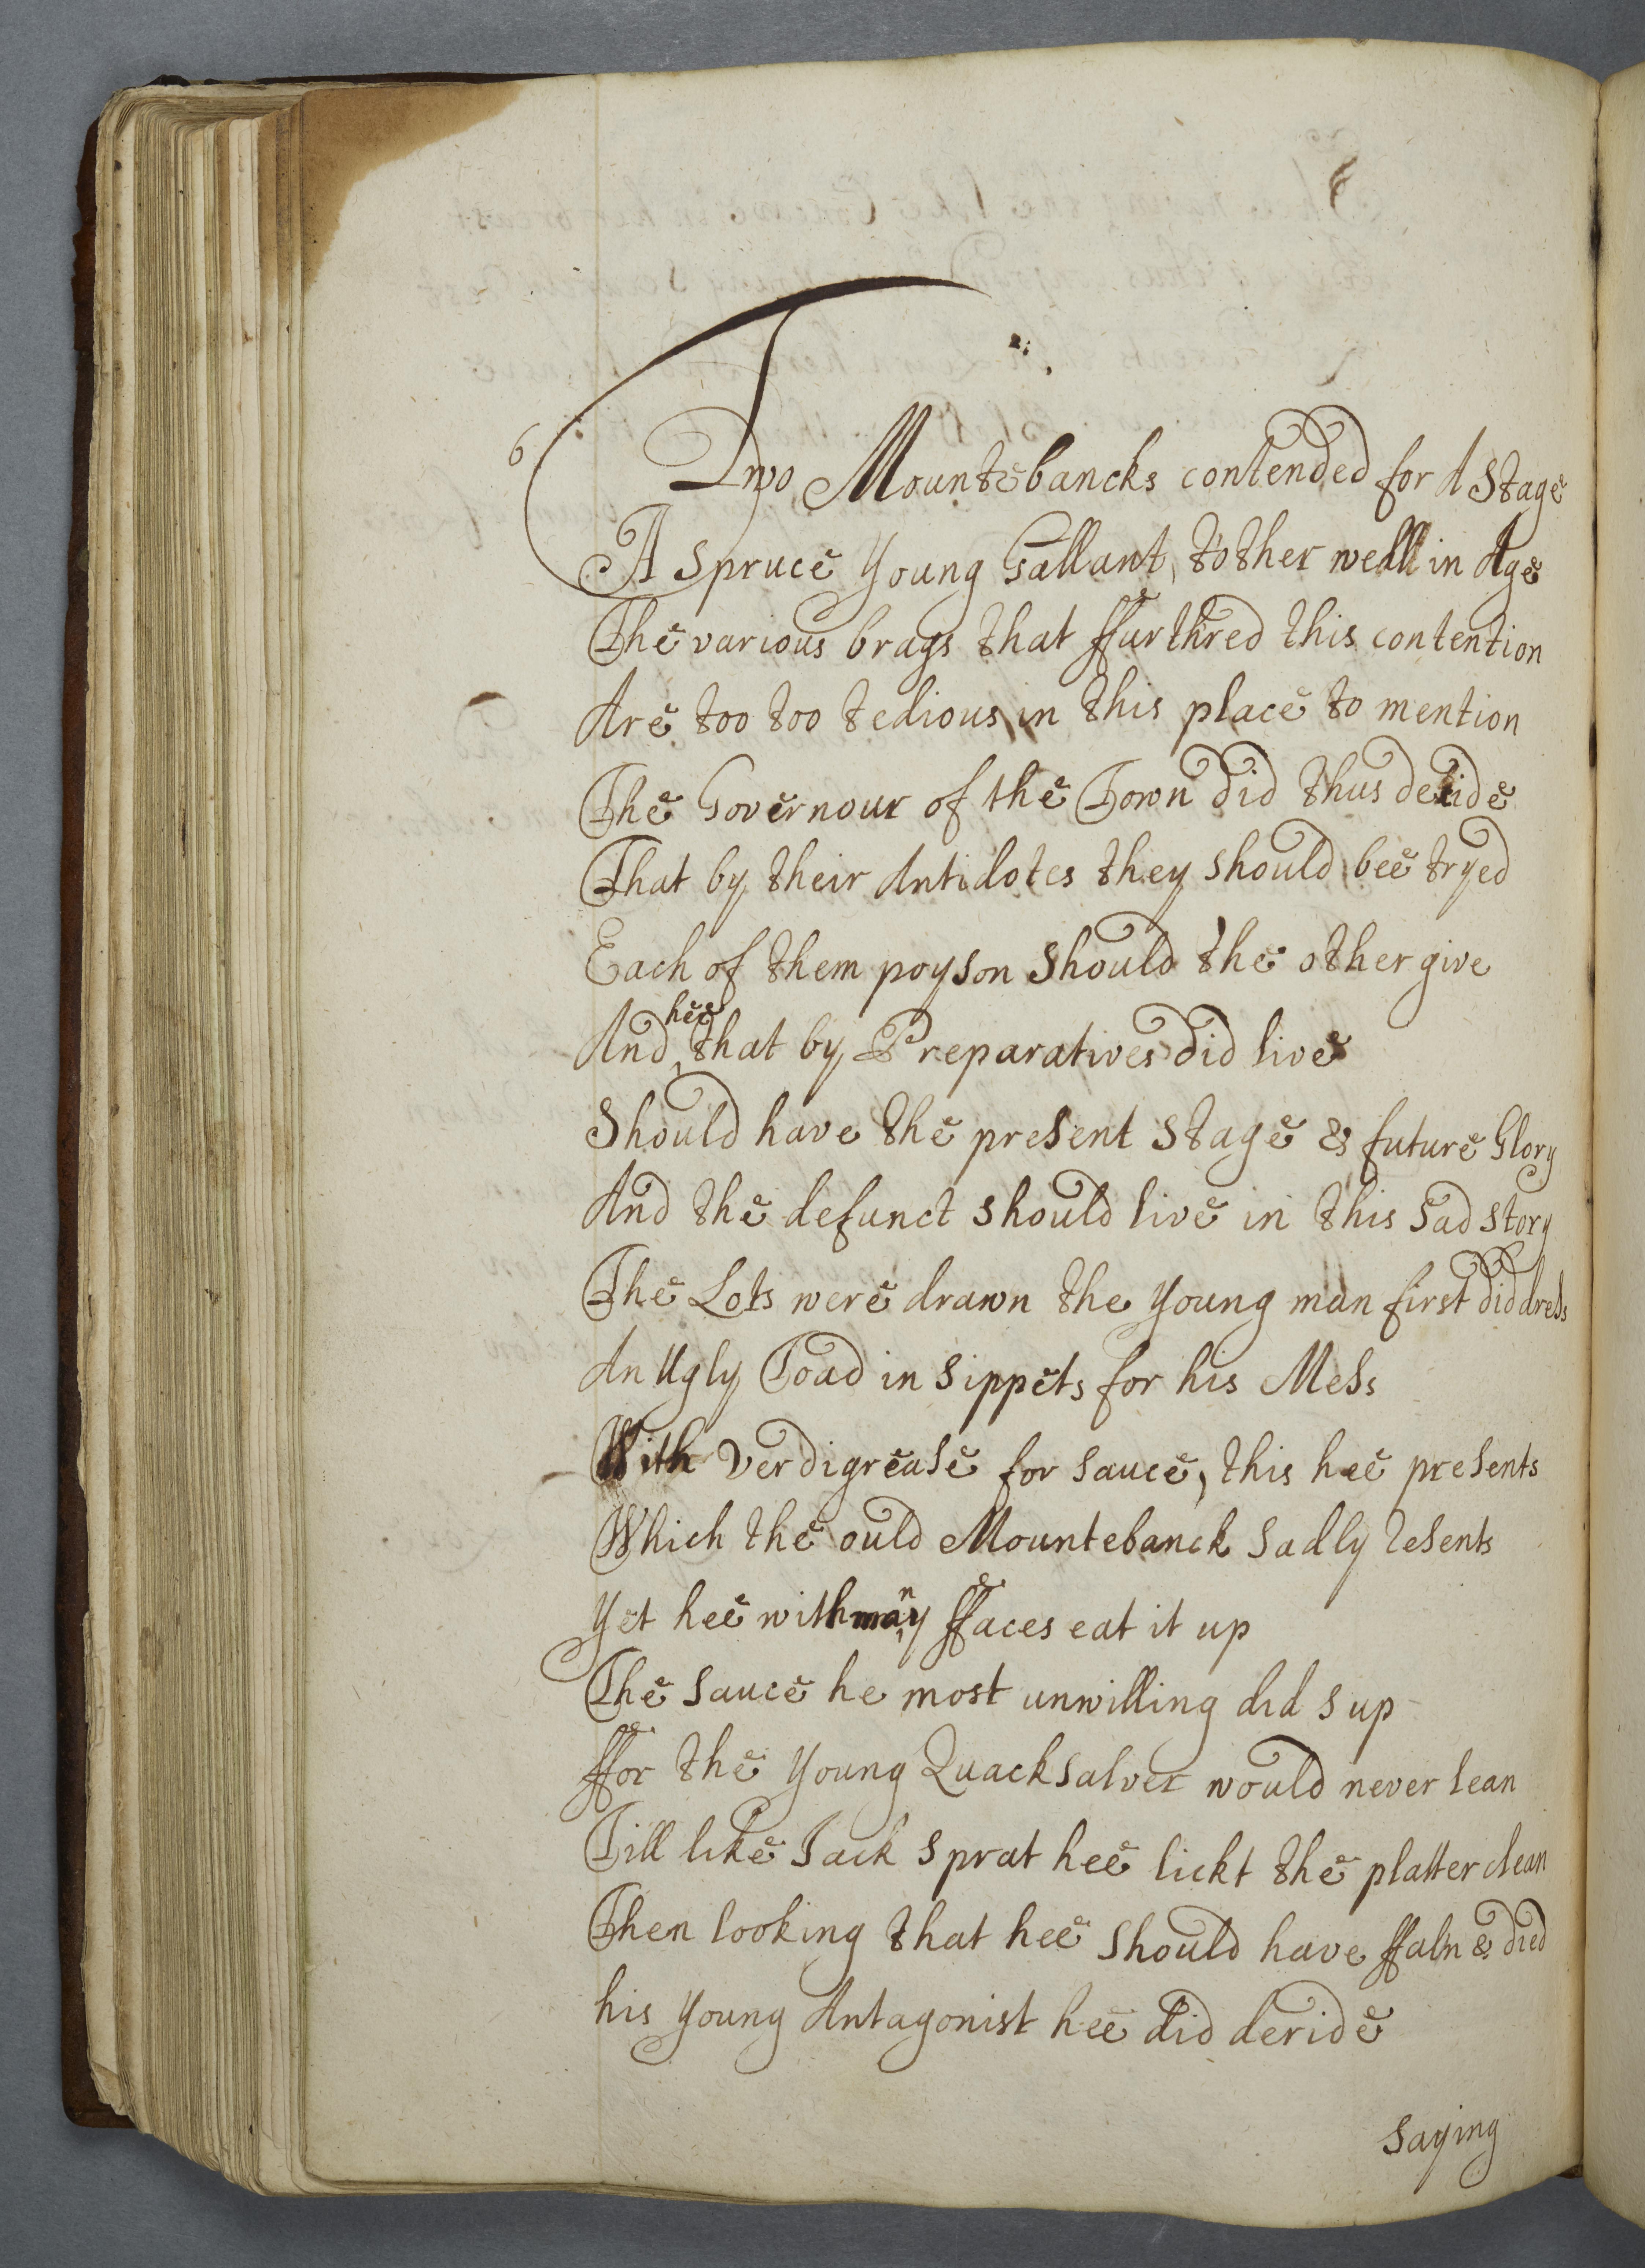 6
Two Mountebancks contended for A Stage
A Spruce Young Gallant, t'other well in Age
The various brags that ffurthred this contention
Are too too tedious in this place to mention
The Governour of the Town did thus decide
That by their Antidotes they should bee tryed
Each of them poyson should the other give
And hee that by Preparatives did live
Should have the present Stage & future Glory
And the defunct should live in this sad story
The Lots were drawn the Young man first did dress
An Ugly Toad in sippets for his Mess
With Verdigrease for sauce, this hee presents
Which the ould Mountebanck sadly resents
Yet hee with many ffaces eat it up
The sauce he most unwilling did sup
ffor the Young Quacksalver would never lean
Till like Jack Sprat hee lickt the platter clean
Then looking that hee should have ffal'n & died
his Young Antagonist hee did deride
saying